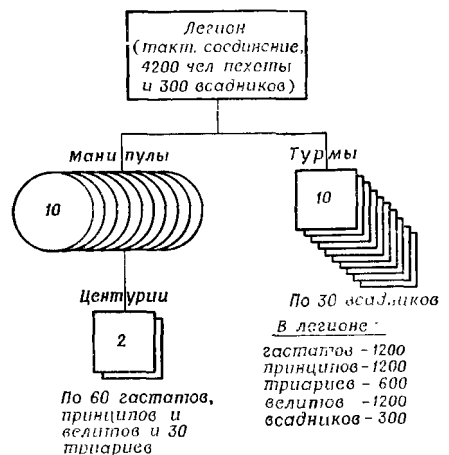 Легион
(такт. соединение,
4200 чел пехоты
и 300 всадников)
Манипулы
Турмы
10
10
Центурии
2
По 30 всадников
По 60 гастатов,
принципов и
велитов и 30
триариев
В легионе -
гастатов - 1200
принципов - 1200
триариев - 600
велитов - 1200
всадников - 300